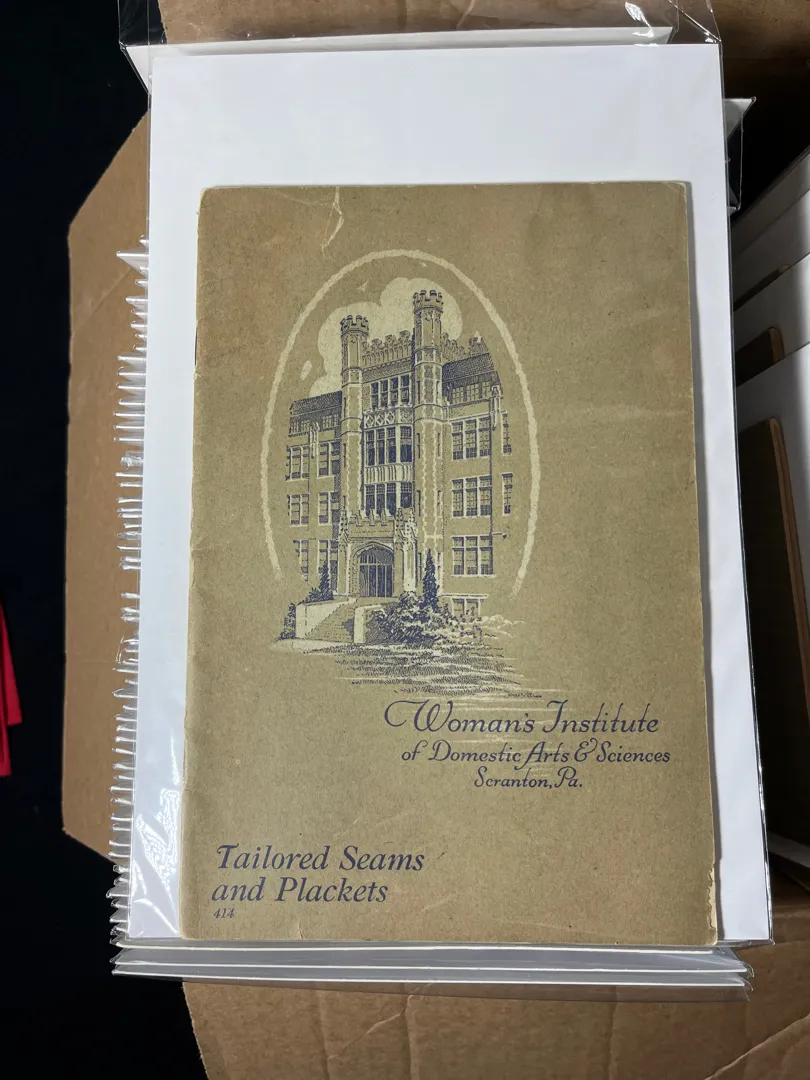 Woman's Institute
of Domestic Arts & Sciences
Scranton, Pa.
Tailored Seams
and Plackets
414